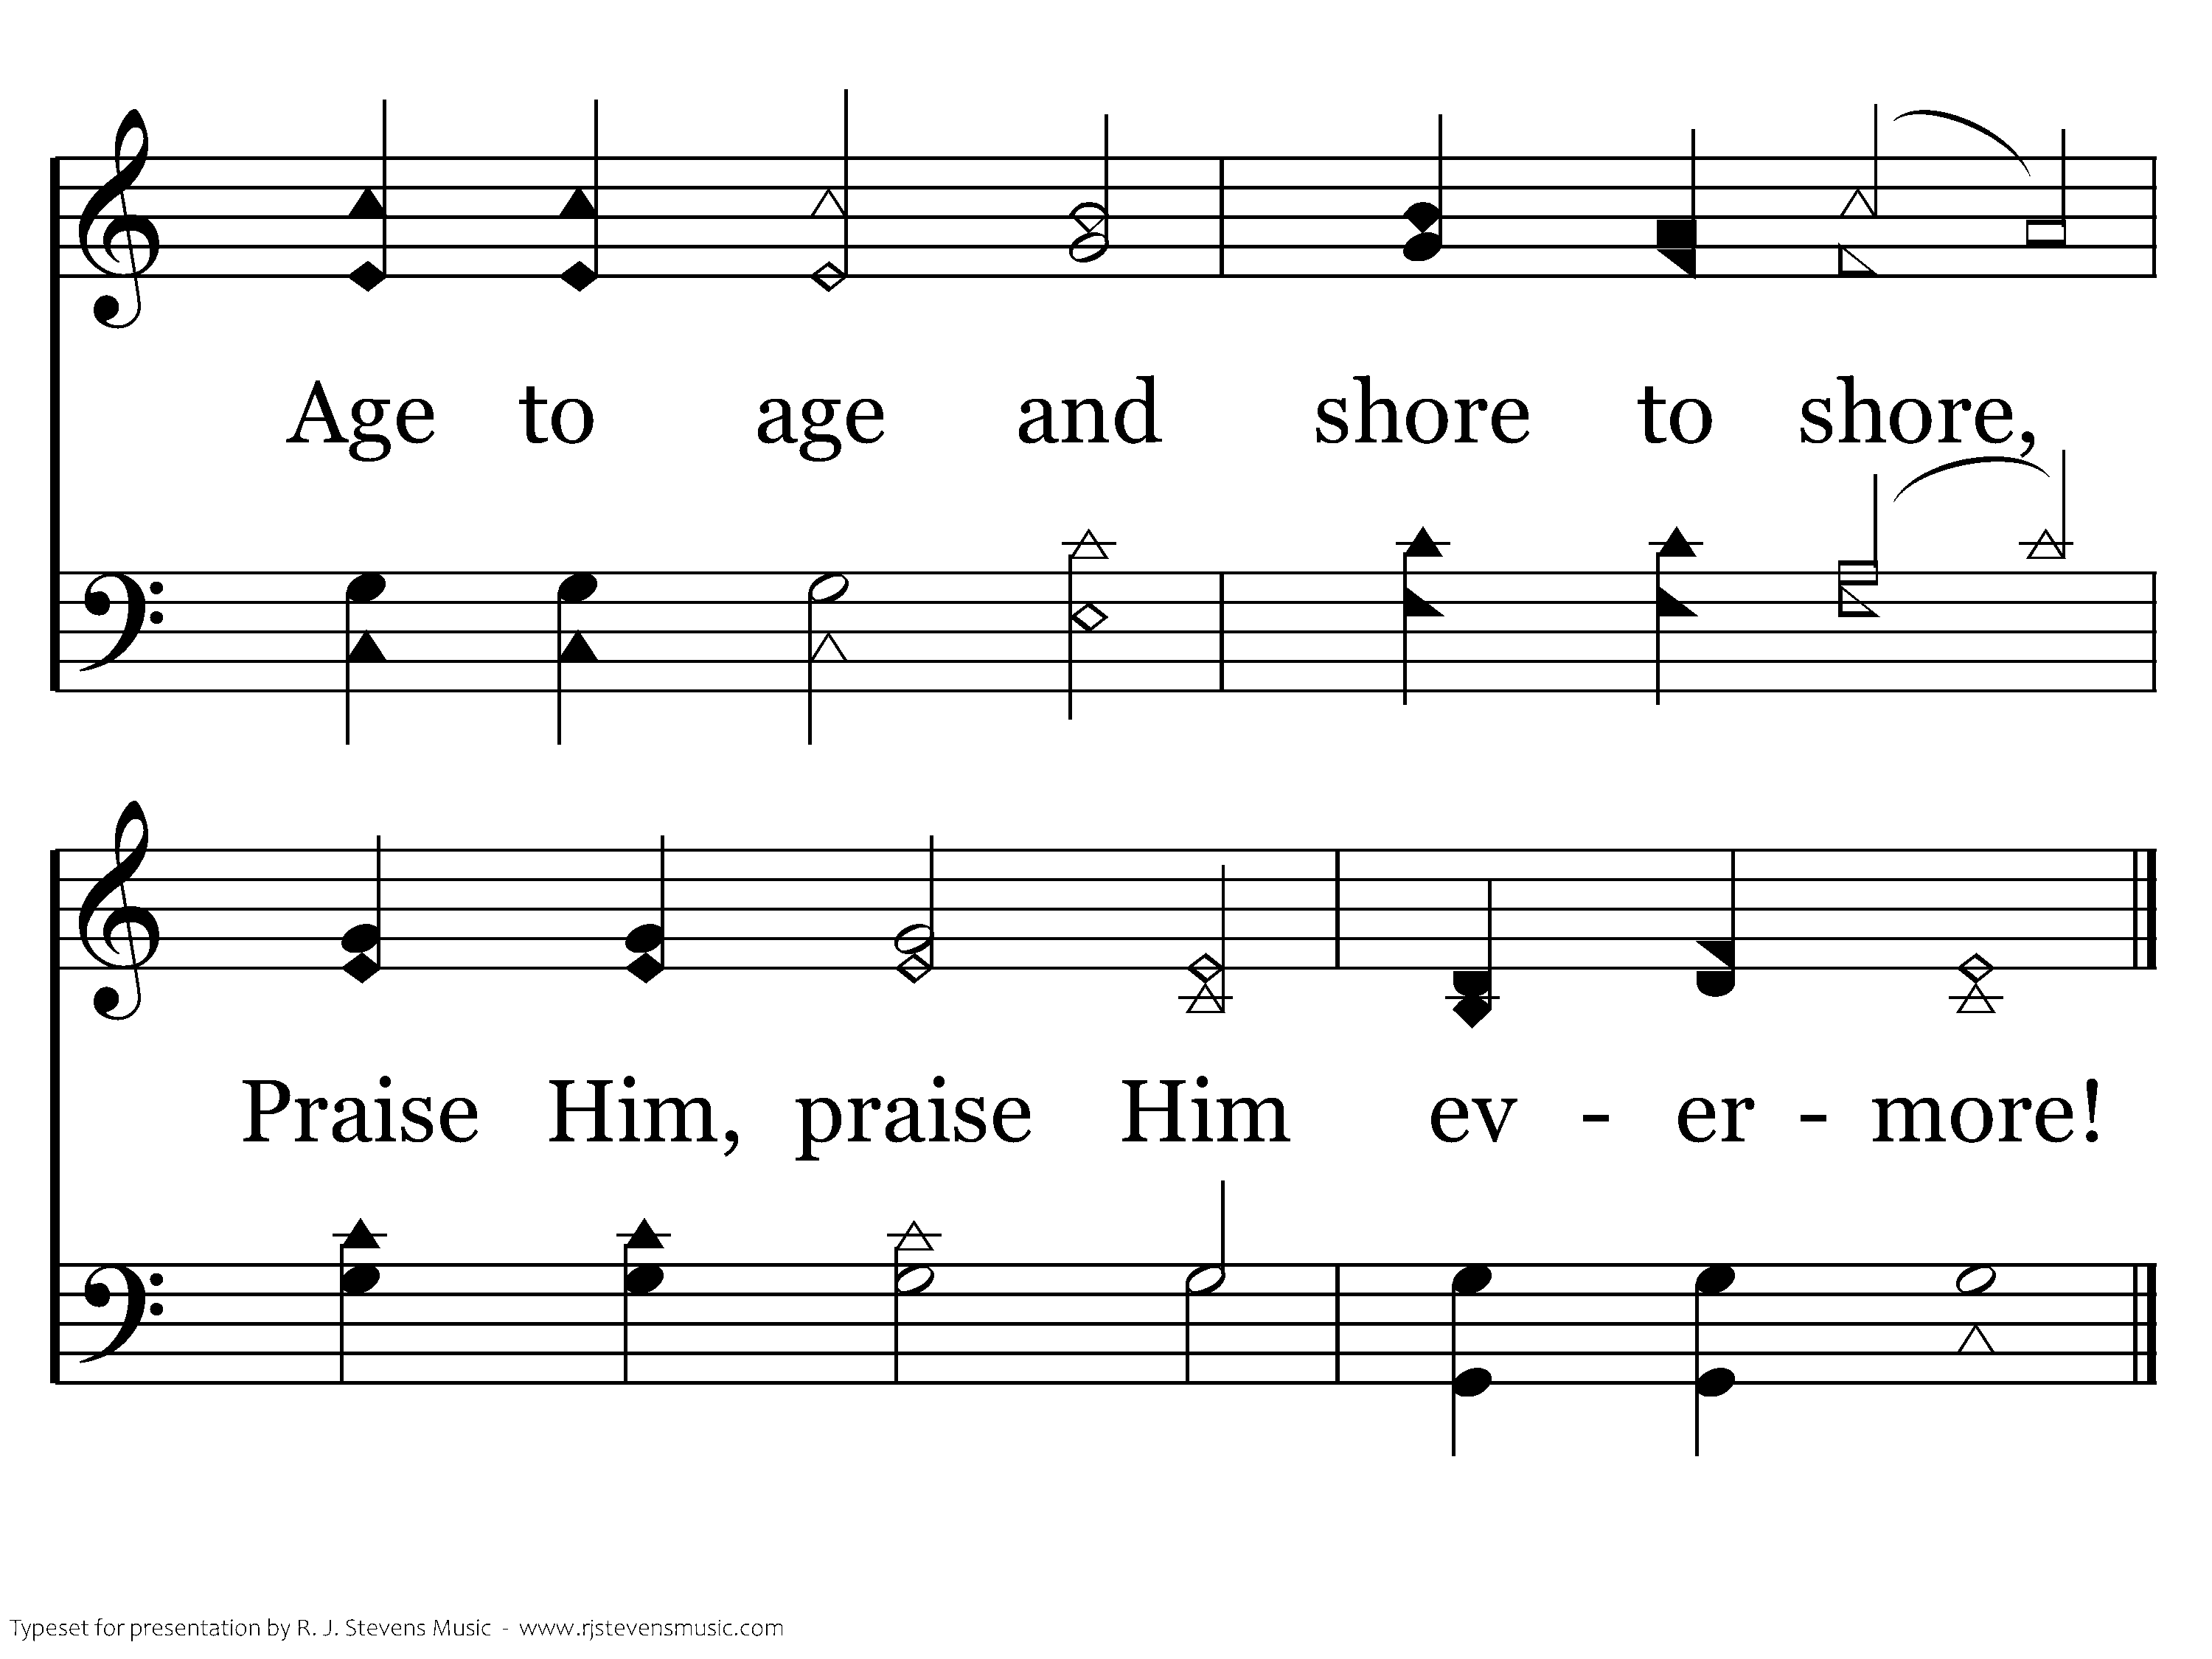 Age to age and shore to shore,
Praise Him, praise Him ev - er - more!
Typeset for presentation by R. J. Stevens Music - www.rjstevensmusic.com